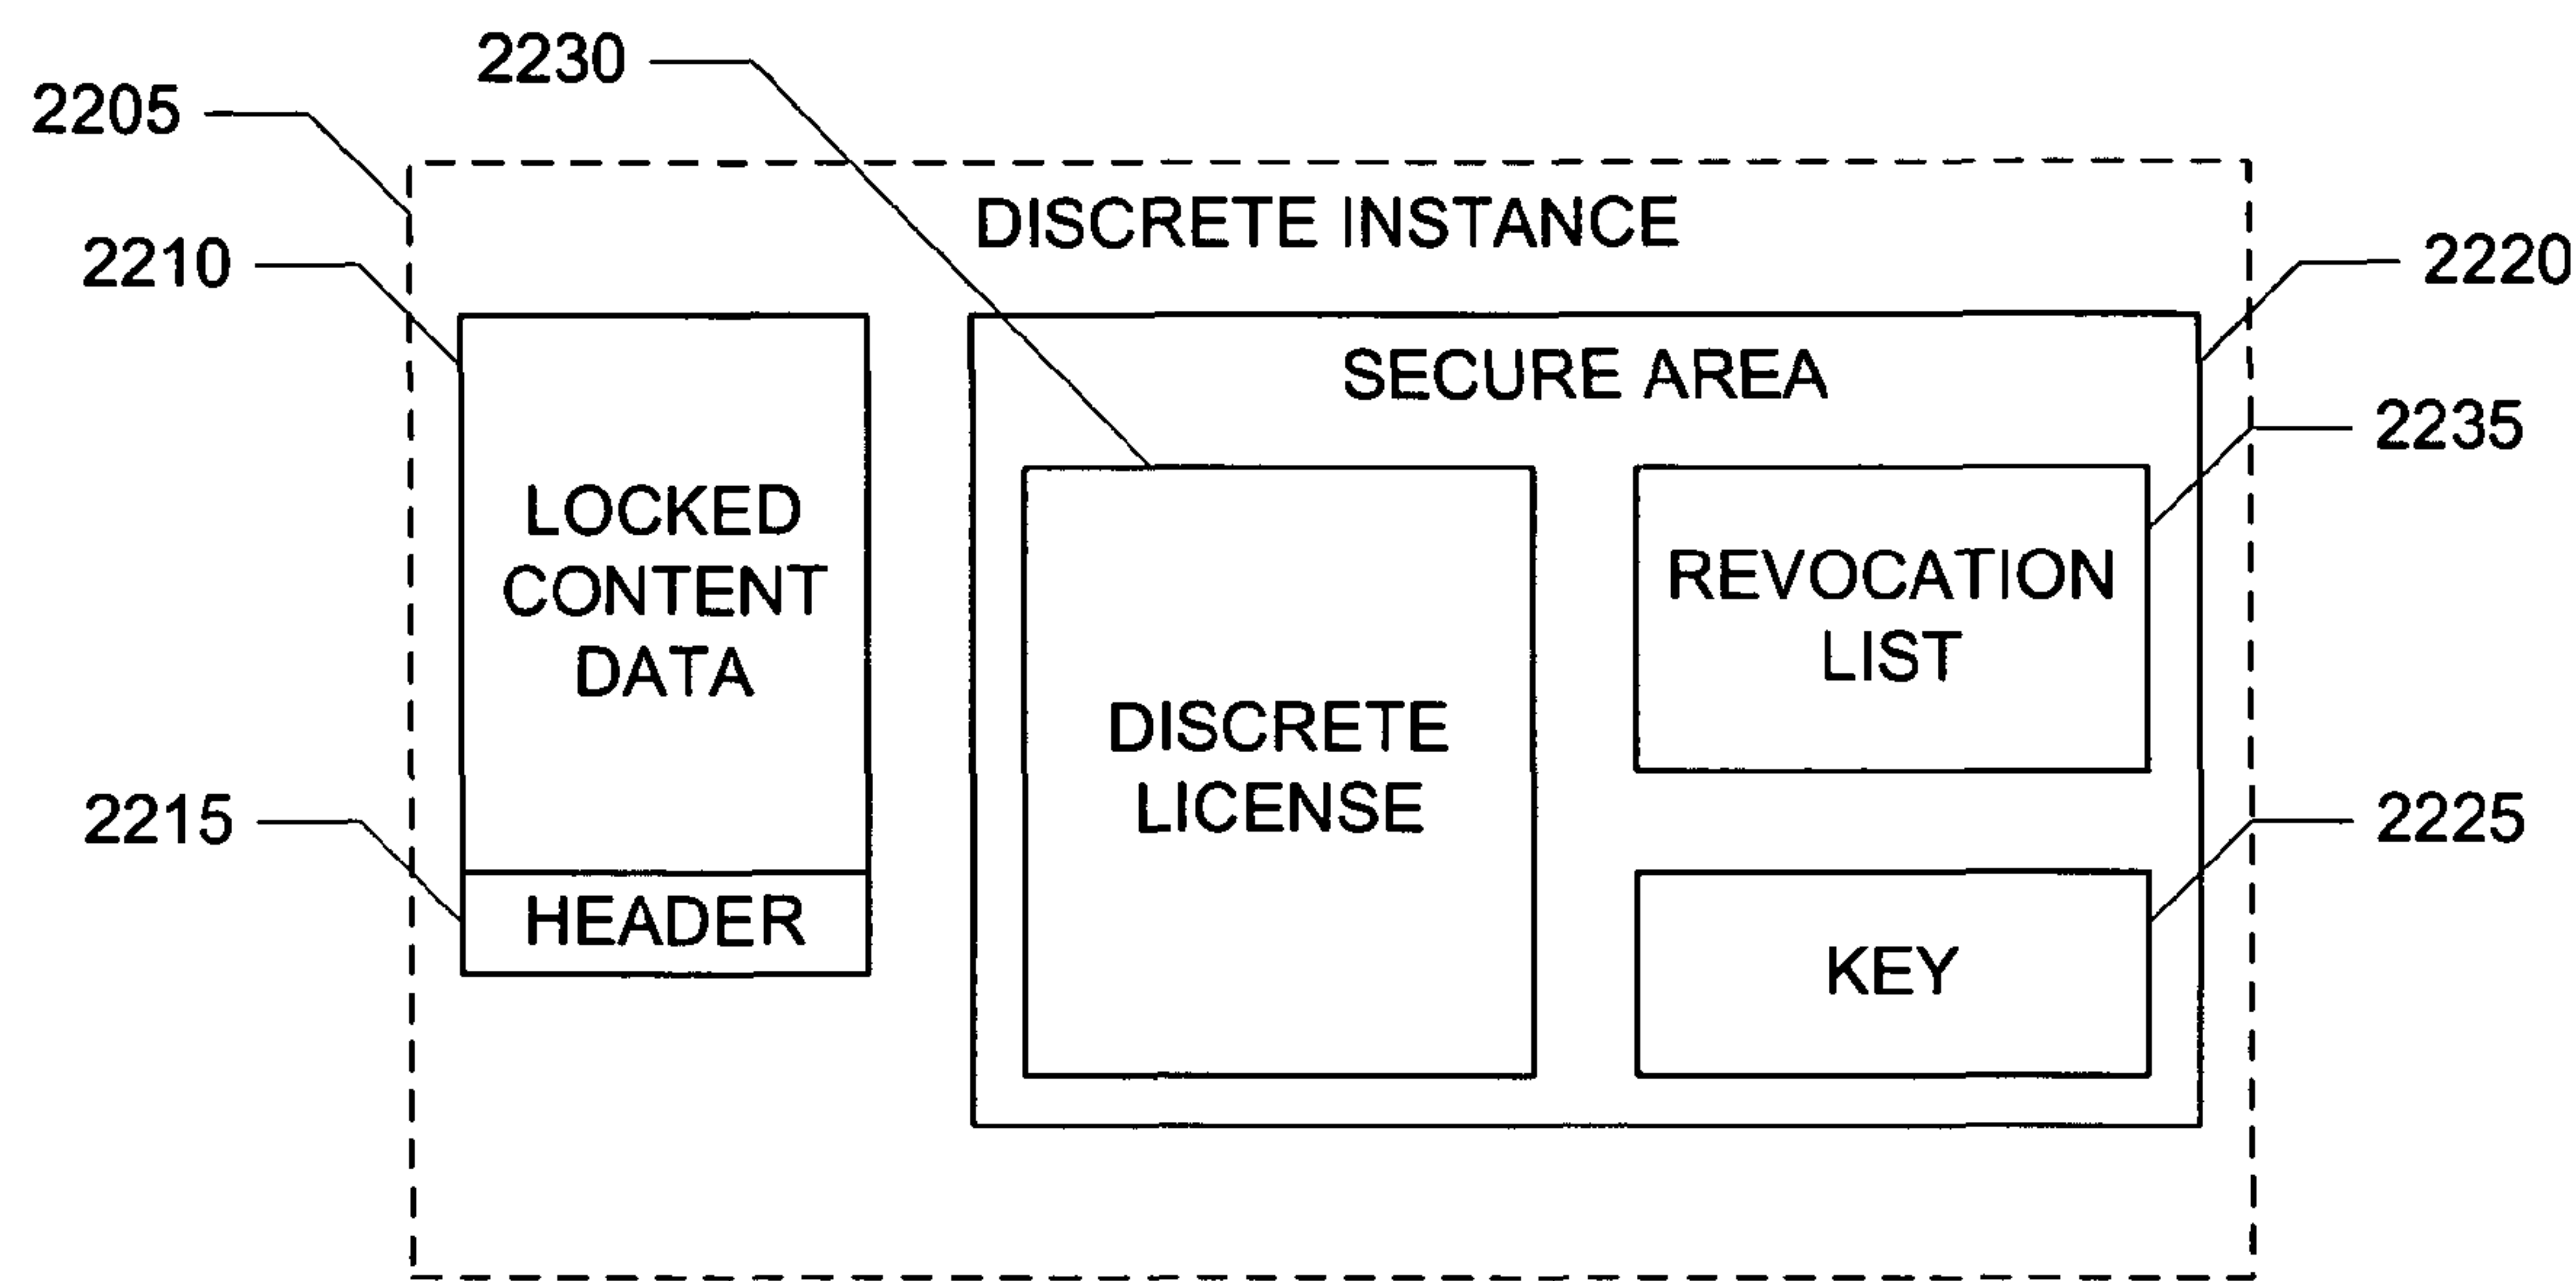 2230
2205
DISCRETE INSTANCE
2210
2220
SECURE AREA
2235
LOCKED
CONTENT
DATA
REVOCATION
LIST
DISCRETE
LICENSE
2215
2225
HEADER
KEY